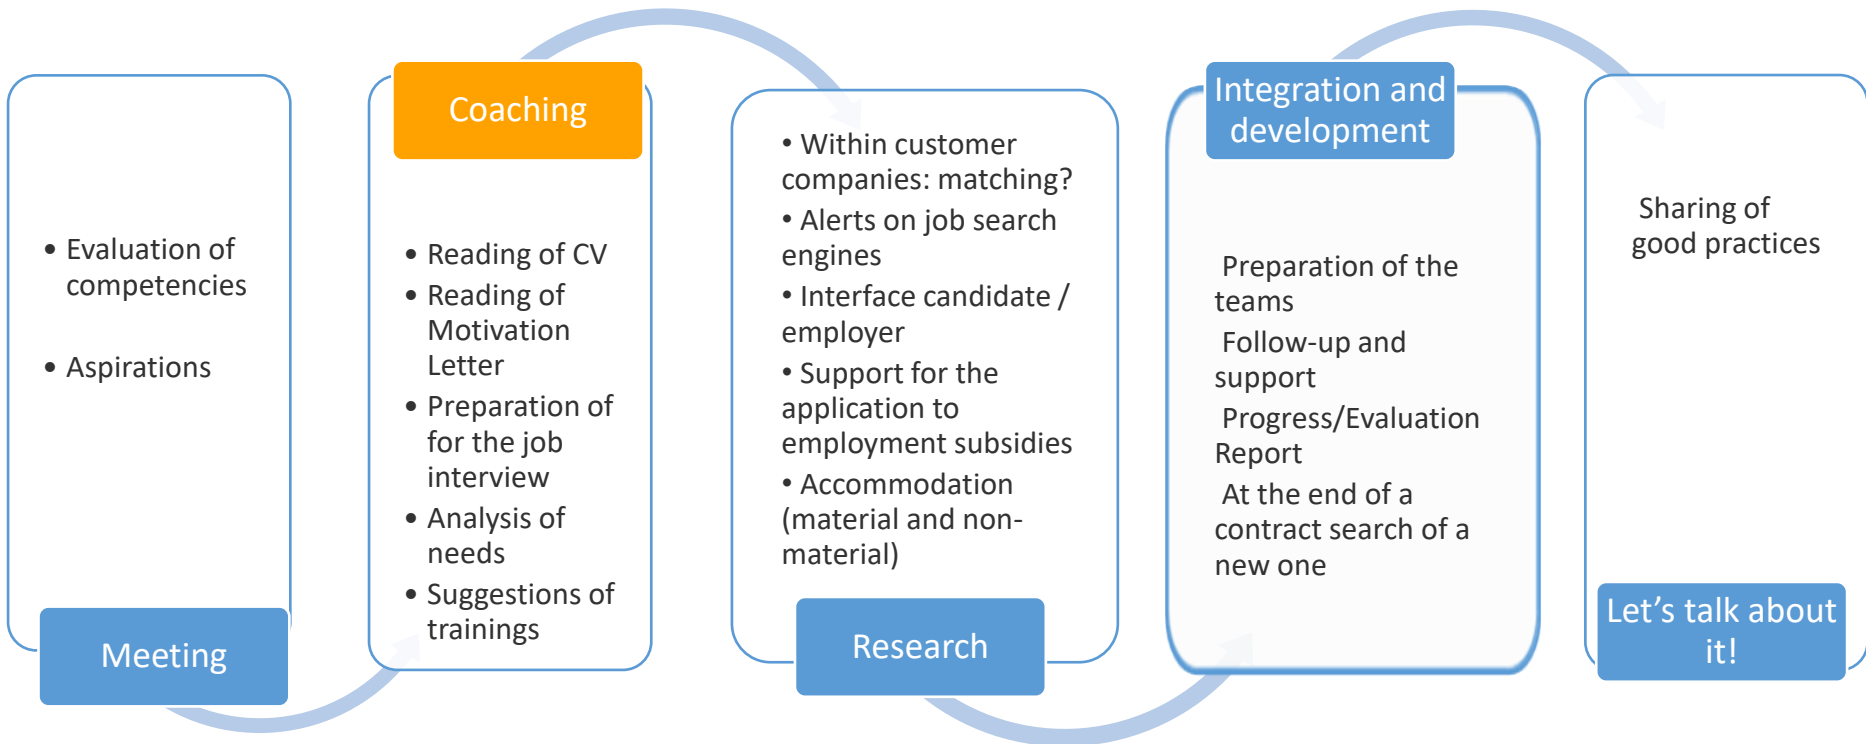 • Evaluation of
competencies
• Aspirations
Meeting
Coaching
• Reading of CV
• Reading of
Motivation
Letter
• Preparation of
for the job
interview
• Analysis of
needs
• Suggestions of
trainings
• Within customer
companies: matching?
• Alerts on job search
engines
• Interface candidate /
employer
• Support for the
application to
employment subsidies
• Accommodation
(material and non-
material)
Research
Integration and
development
Preparation of the
teams
Follow-up and
support
Progress/Evaluation
Report
At the end of a
contract search of a
new one
Sharing of
good practices
Let’s talk about
it!